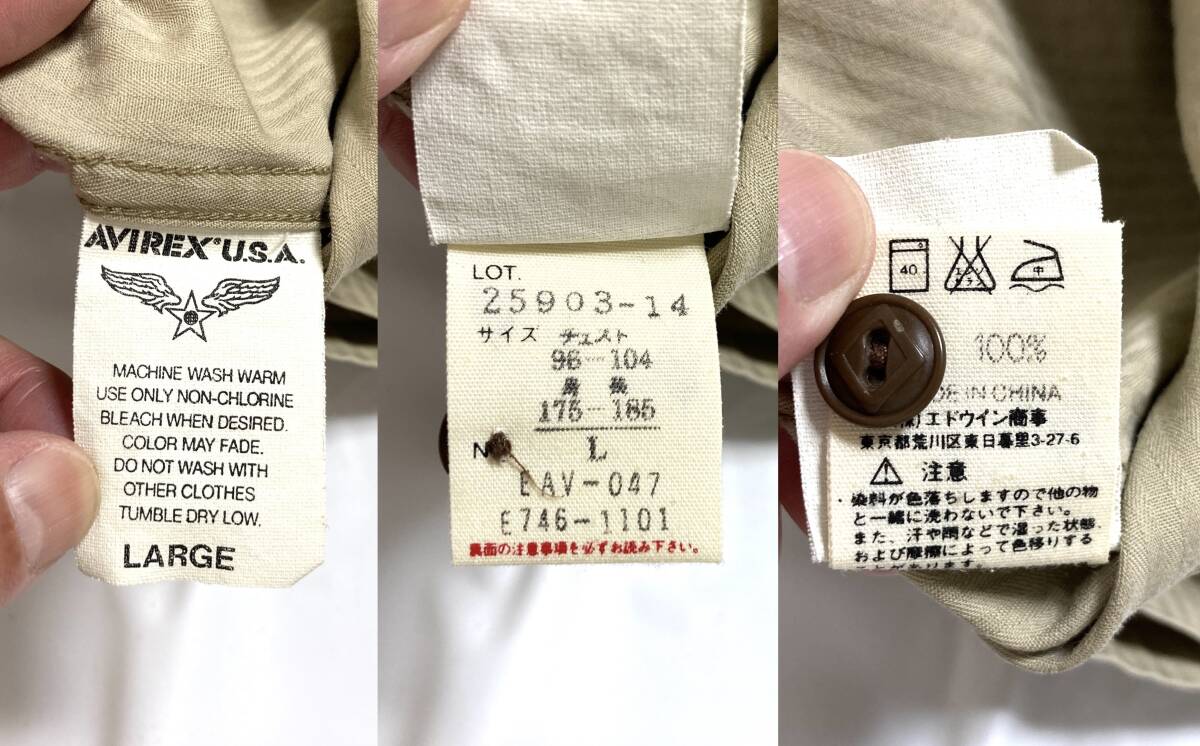 AVIREX® U.S.A.
MACHINE WASH WARM
USE ONLY NON-CHLORINE
BLEACH WHEN DESIRED.
COLOR MAY FADE.
DO NOT WASH WITH
OTHER CLOTHES
TUMBLE DRY LOW.
LARGE
LOT.
25903-14
サイズ チェスト
96-104
身長
175-185
L
EAV-047
E746-1101
裏面の注意事項を必ずお読み下さい。
40
中
100%
IN CHINA
エドウイン商事
東京都荒川区東日暮里3-27-6
注意
・染料が色落ちしますので他の物
と一緒に洗わないで下さい。
また、汗や雨などで湿った状態
および摩擦によって色移りする
ことがあります。